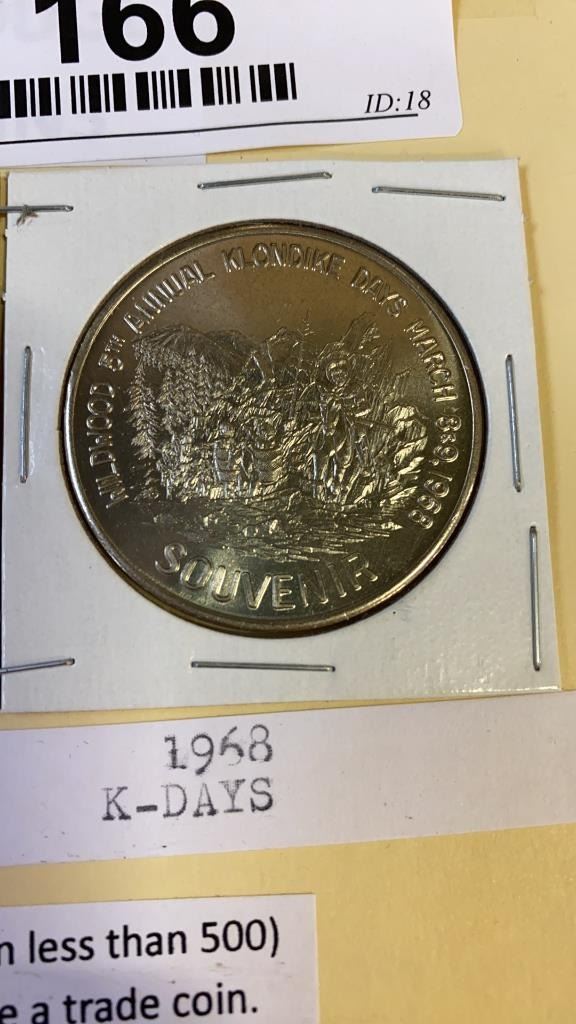 166
ID:18
WILDWOOD 5TH ANNUAL KLONDIKE DAYS MARCH 8&9, 1968
SOUVENIR
1968
K-DAYS
n less than 500)
e a trade coin.